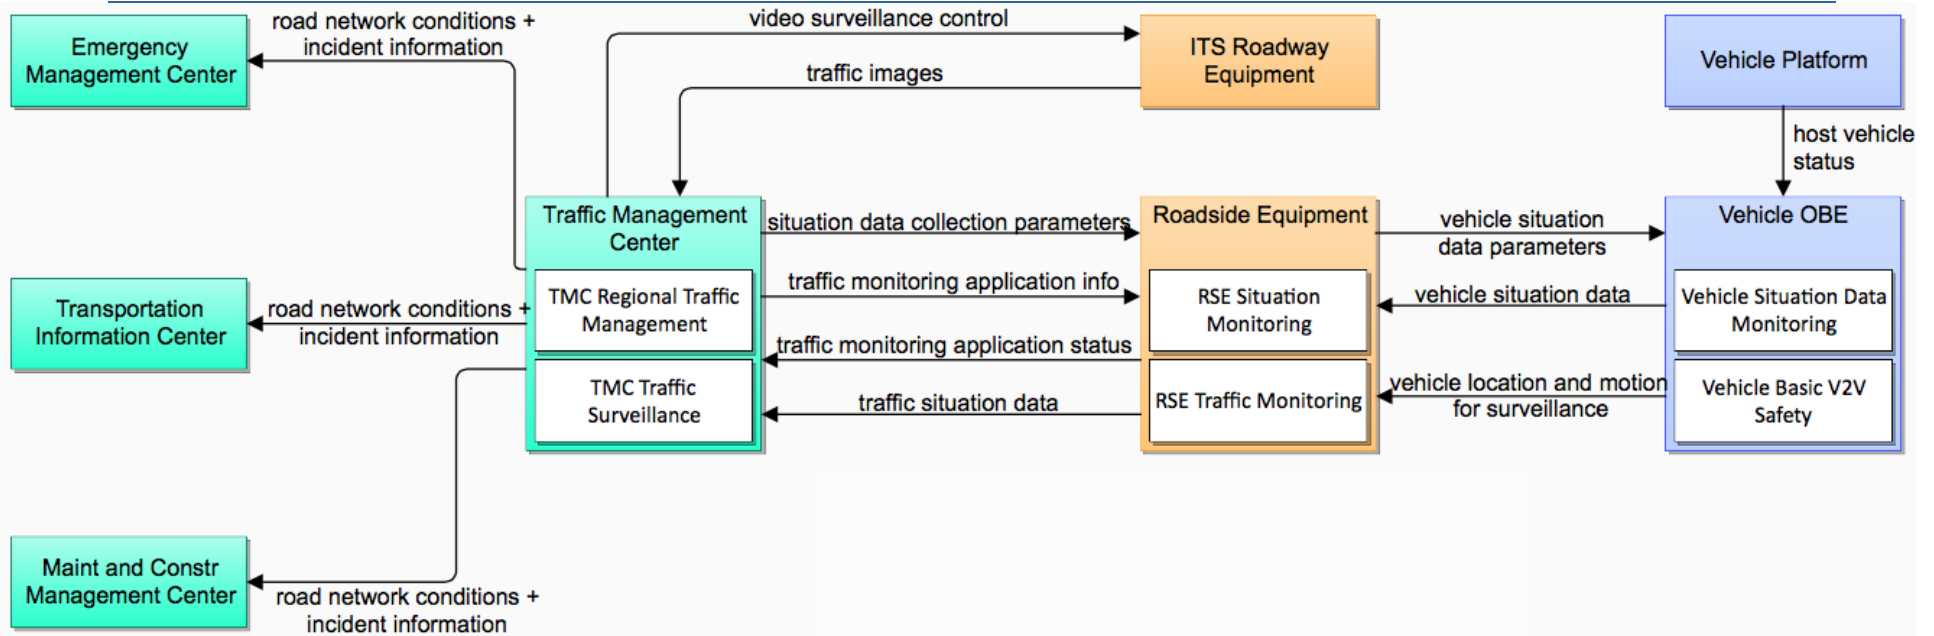 road network conditions +
incident information
Emergency
Management Center
video surveillance control
traffic images
ITS Roadway
Equipment
Vehicle Platform
host vehicle
status
Traffic Management
Center
situation data collection parameters
Roadside Equipment
vehicle situation
data parameters
Vehicle OBE
Transportation
Information Center
road network conditions +
incident information
TMC Regional Traffic
Management
traffic monitoring application info
RSE Situation
Monitoring
vehicle situation data
Vehicle Situation Data
Monitoring
traffic monitoring application status
TMC Traffic
Surveillance
traffic situation data
RSE Traffic Monitoring
vehicle location and motion
for surveillance
Vehicle Basic V2V
Safety
Maint and Constr
Management Center
road network conditions +
incident information